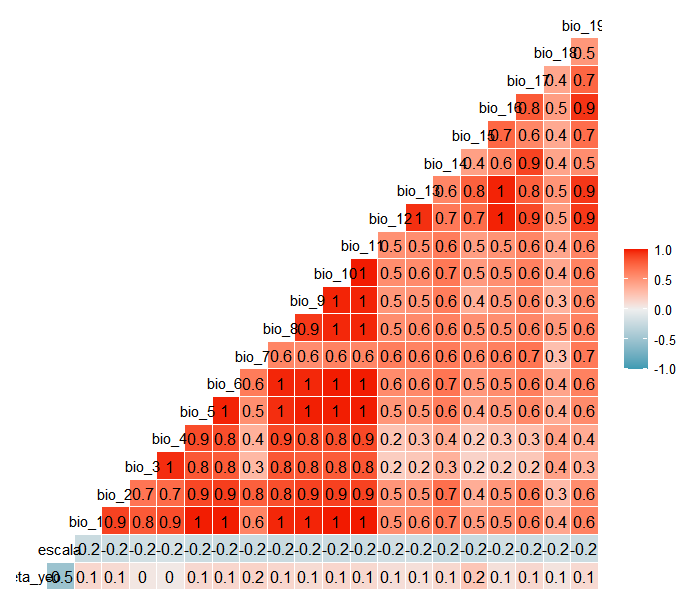 bio_19
bio_18 0.5
bio_17 0.4 0.7
bio_16 0.8 0.5 0.9
bio_15 0.7 0.6 0.4 0.7
bio_14 0.4 0.6 0.9 0.4 0.5
bio_13 0.6 0.8 1 0.8 0.5 0.9
bio_12 1 0.7 0.7 1 0.9 0.5 0.9
bio_11 0.5 0.5 0.6 0.5 0.5 0.6 0.4 0.6
bio_10 1 0.5 0.6 0.7 0.5 0.5 0.6 0.4 0.6
bio_9 1 1 0.5 0.5 0.6 0.4 0.5 0.6 0.3 0.6
bio_8 0.9 1 1 0.5 0.6 0.6 0.5 0.5 0.6 0.4 0.6
bio_7 0.6 0.6 0.6 0.6 0.6 0.6 0.6 0.6 0.6 0.7 0.3 0.7
bio_6 0.6 1 1 1 1 0.6 0.6 0.7 0.5 0.5 0.6 0.4 0.6
bio_5 1 0.5 1 1 1 1 0.5 0.5 0.6 0.4 0.5 0.6 0.4 0.6
bio_4 0.9 0.8 0.4 0.9 0.8 0.8 0.9 0.2 0.3 0.4 0.2 0.3 0.3 0.4 0.4
bio_3 1 0.8 0.8 0.3 0.8 0.8 0.8 0.8 0.2 0.2 0.3 0.2 0.2 0.2 0.4 0.3
bio_2 0.7 0.7 0.9 0.9 0.8 0.8 0.9 0.9 0.9 0.5 0.5 0.7 0.4 0.5 0.6 0.3 0.6
bio_1 0.9 0.8 0.9 1 1 0.6 1 1 1 1 0.5 0.6 0.7 0.5 0.5 0.6 0.4 0.6
escala -0.2 -0.2 -0.2 -0.2 -0.2 -0.2 -0.2 -0.2 -0.2 -0.2 -0.2 -0.2 -0.2 -0.2 -0.2 -0.2 -0.2 -0.2 -0.2
-0.5 0.1 0.1 0 0 0.1 0.1 0.2 0.1 0.1 0.1 0.1 0.1 0.1 0.1 0.2 0.1 0.1 0.1 0.1
1.0
0.5
0.0
-0.5
-1.0